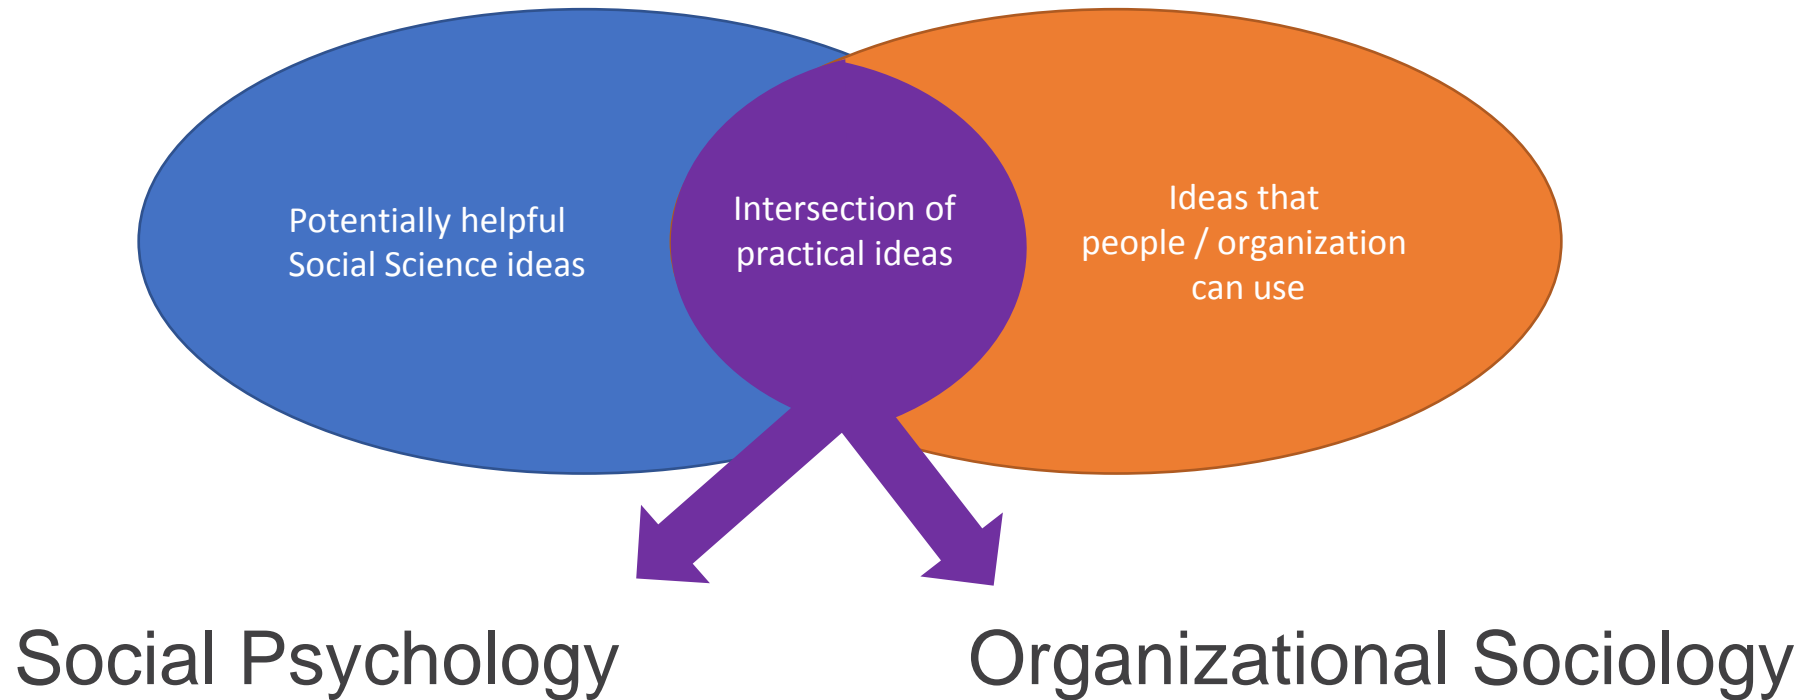 Potentially helpful
Social Science ideas
Intersection of
practical ideas
Ideas that
people / organization
can use
Social Psychology
Organizational Sociology